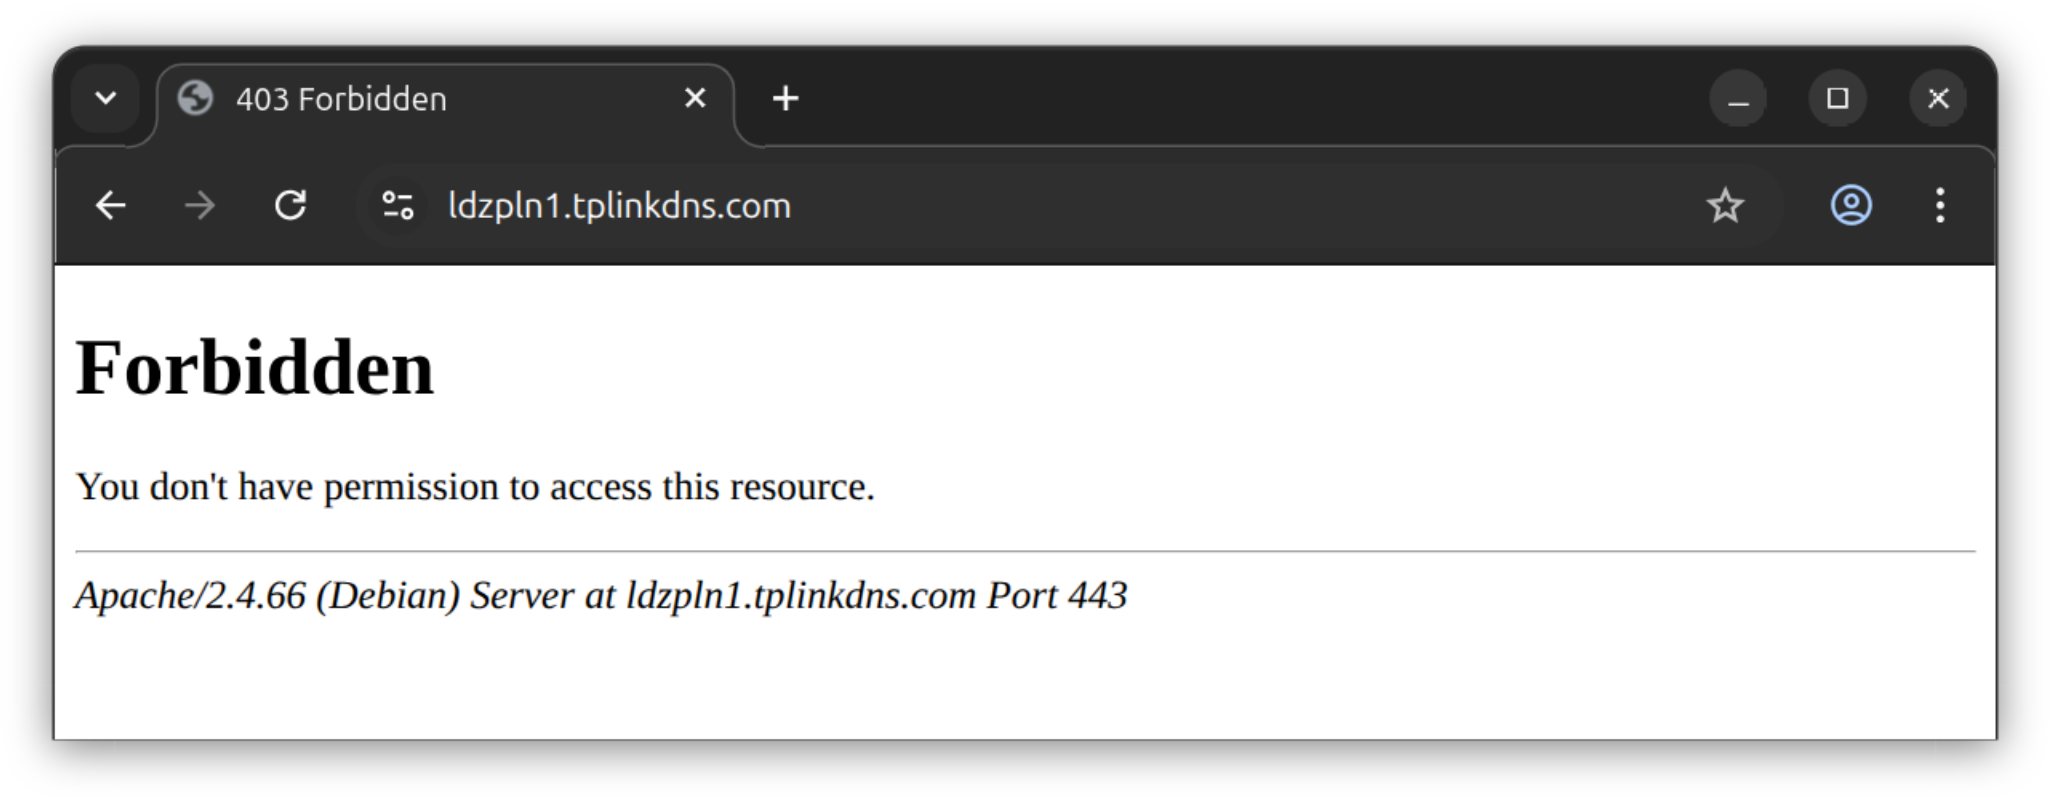 403 Forbidden
ldzpln1.tplinkdns.com
Forbidden
You don't have permission to access this resource.
Apache/2.4.66 (Debian) Server at ldzpln1.tplinkdns.com Port 443